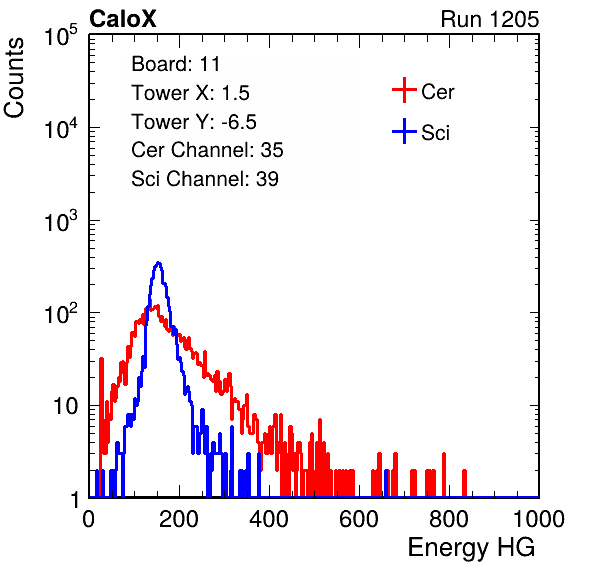 CaloX Run 1205
Counts
Board: 11
Tower X: 1.5
Tower Y: -6.5
Cer Channel: 35
Sci Channel: 39
Cer
Sci
10^5
10^4
10^3
10^2
10
1
0 200 400 600 800 1000
Energy HG